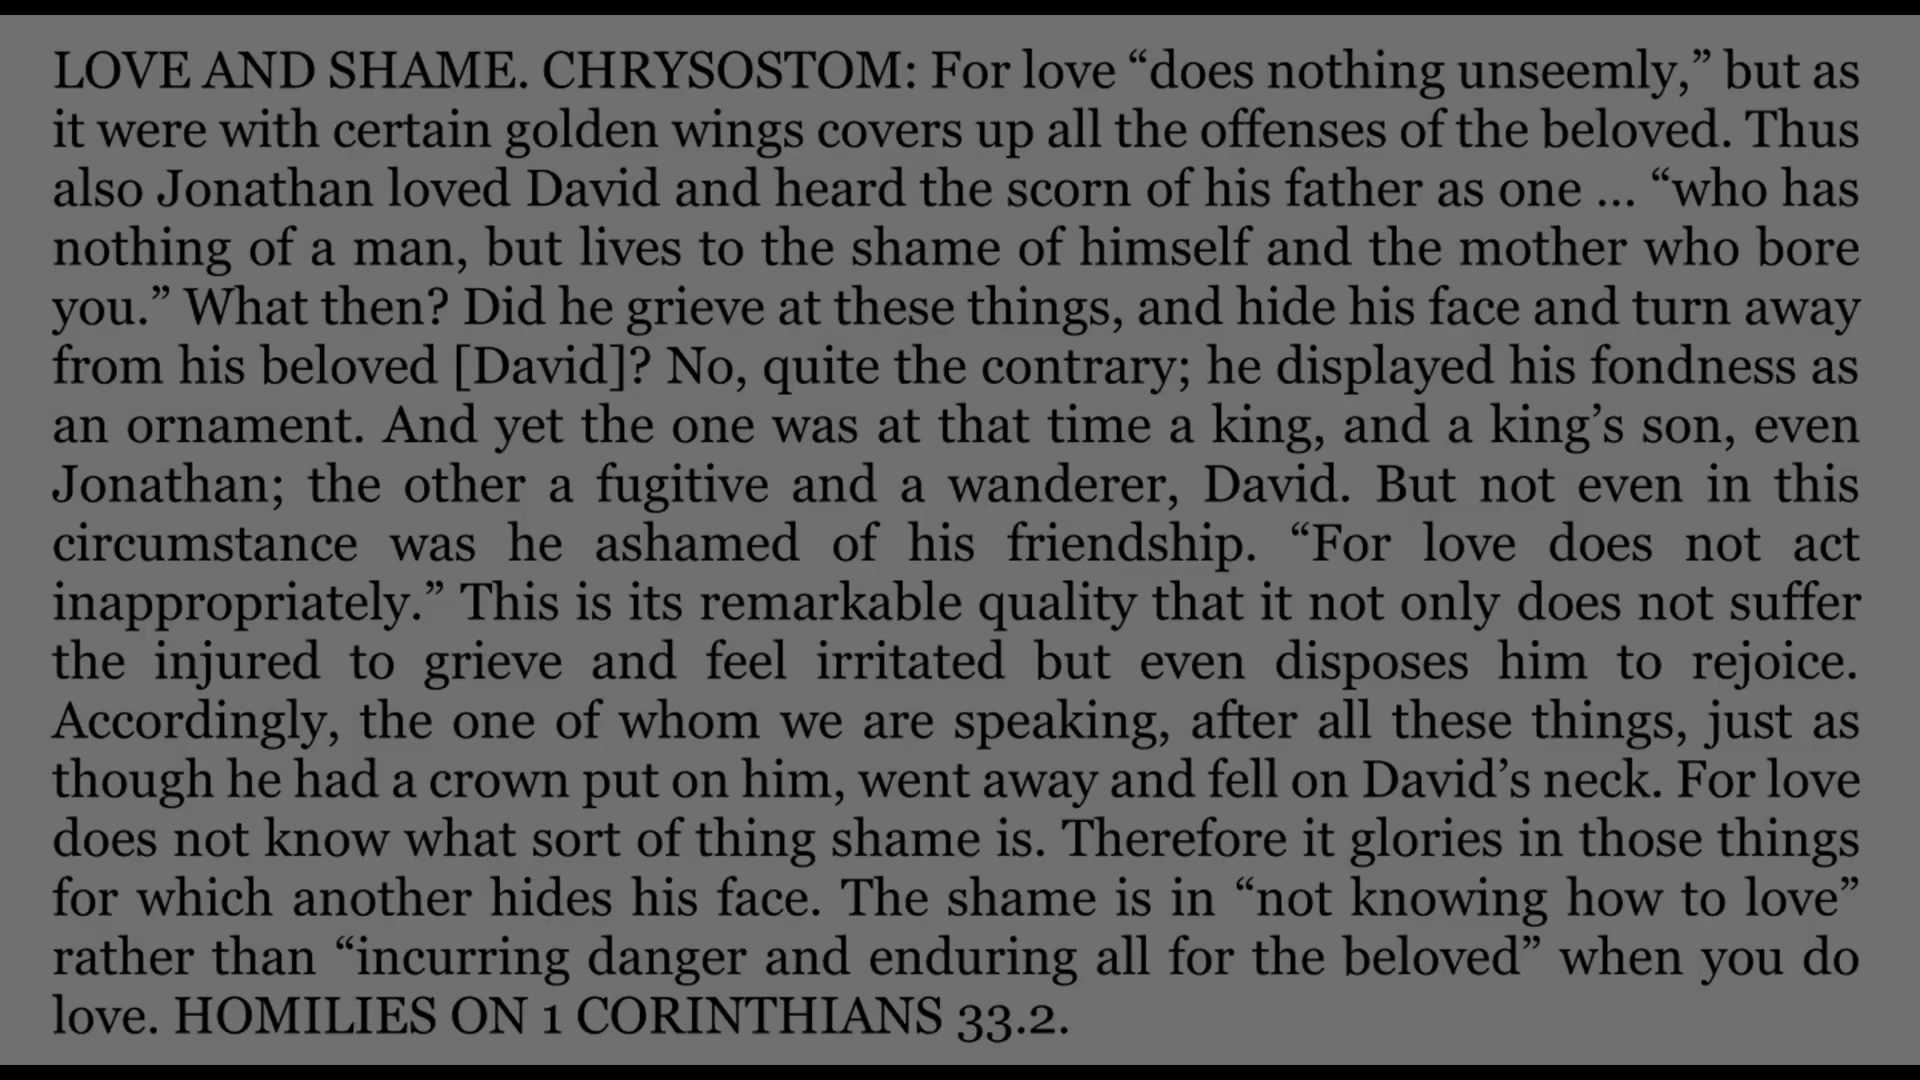 LOVE AND SHAME. CHRYSOSTOM: For love “does nothing unseemly,” but as
it were with certain golden wings covers up all the offenses of the beloved. Thus
also Jonathan loved David and heard the scorn of his father as one ... “who has
nothing of a man, but lives to the shame of himself and the mother who bore
you.” What then? Did he grieve at these things, and hide his face and turn away
from his beloved [David]? No, quite the contrary; he displayed his fondness as
an ornament. And yet the one was at that time a king, and a king’s son, even
Jonathan; the other a fugitive and a wanderer, David. But not even in this
circumstance was he ashamed of his friendship. “For love does not act
inappropriately.” This is its remarkable quality that it not only does not suffer
the injured to grieve and feel irritated but even disposes him to rejoice.
Accordingly, the one of whom we are speaking, after all these things, just as
though he had a crown put on him, went away and fell on David’s neck. For love
does not know what sort of thing shame is. Therefore it glories in those things
for which another hides his face. The shame is in “not knowing how to love”
rather than “incurring danger and enduring all for the beloved” when you do
love. HOMILIES ON 1 CORINTHIANS 33.2.